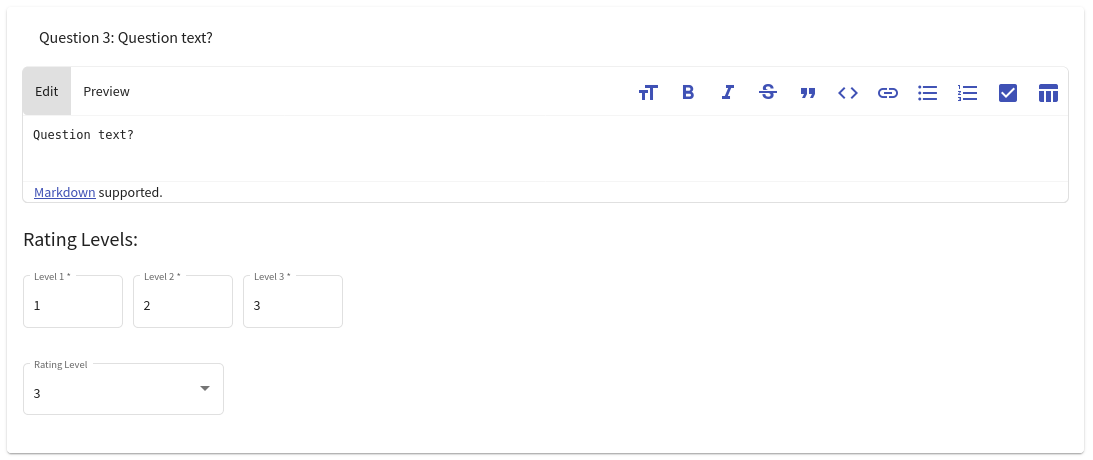 Question 3: Question text?
Edit Preview
Question text?
Markdown supported.
Rating Levels:
Level 1 * Level 2 * Level 3 *
1 2 3
Rating Level
3